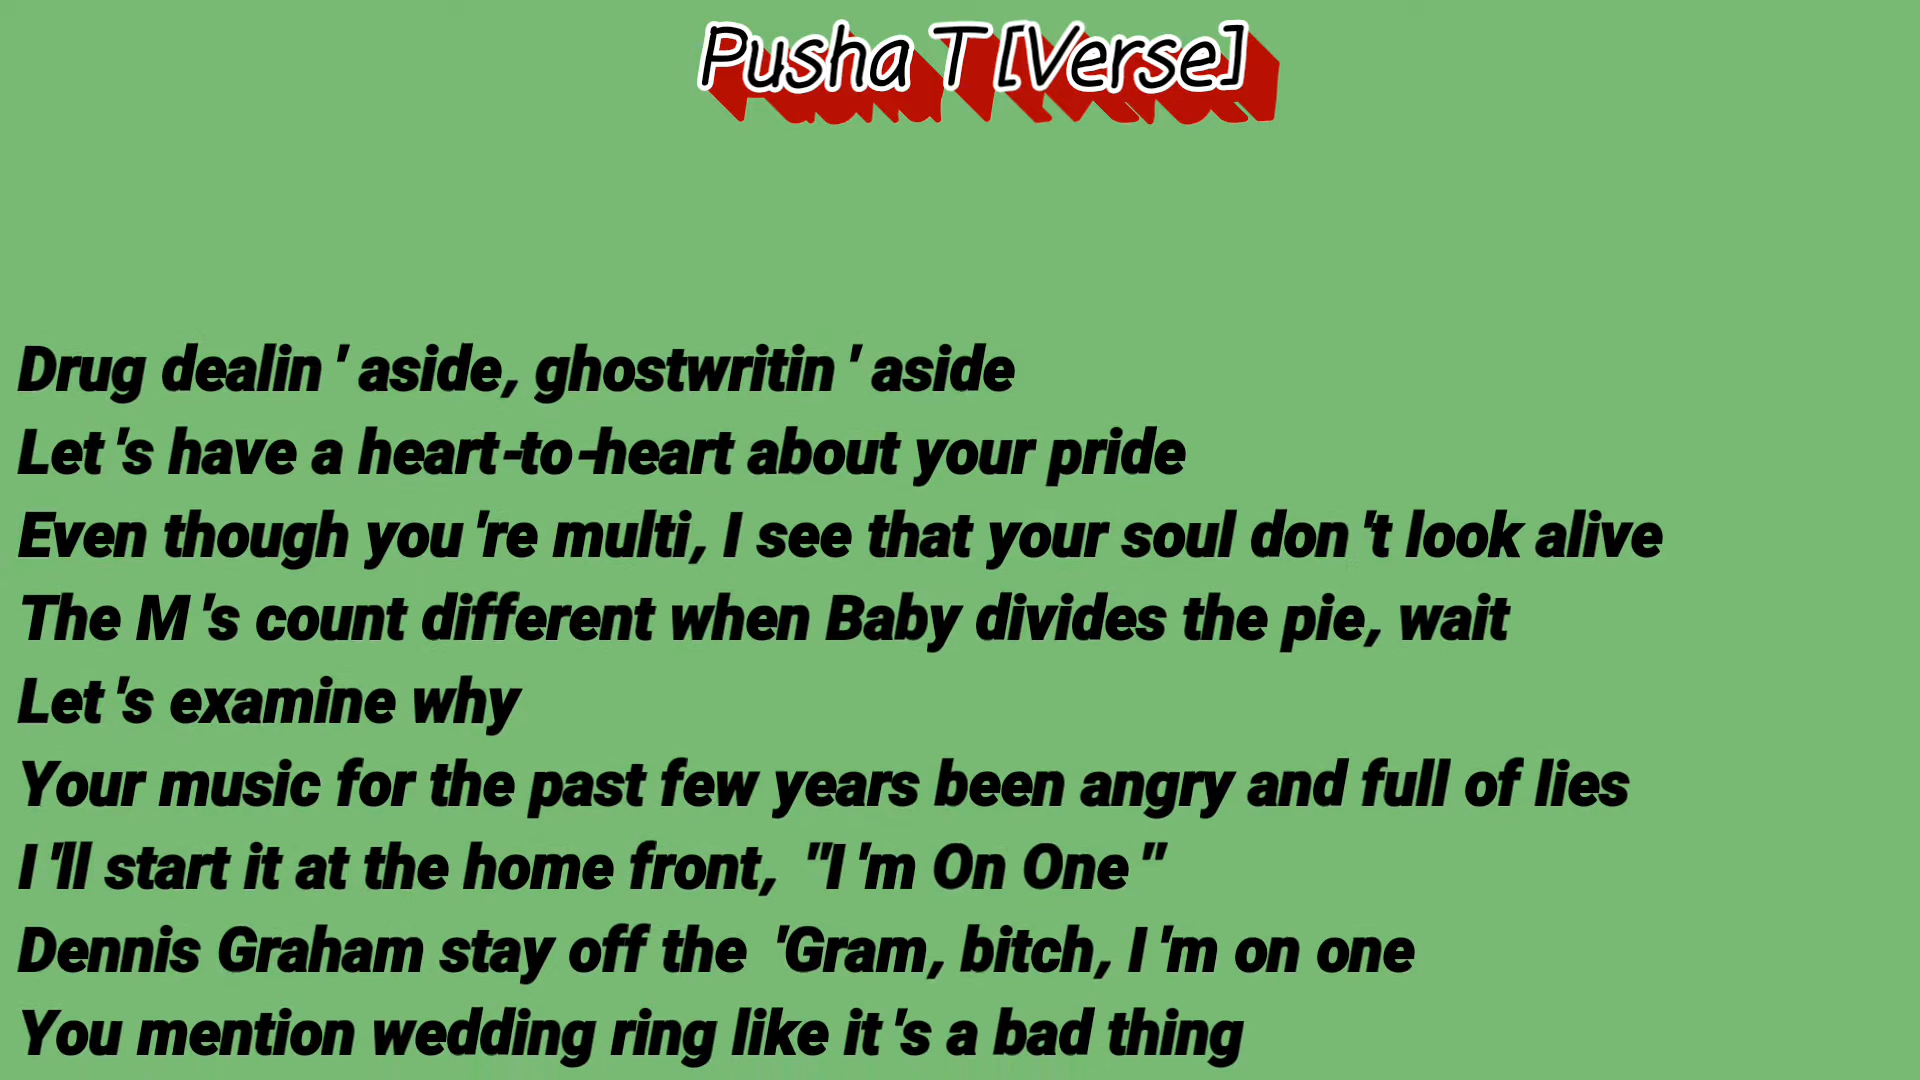 Pusha T [Verse]
Drug dealin' aside, ghostwritin' aside
Let's have a heart-to-heart about your pride
Even though you're multi, I see that your soul don't look alive
The M's count different when Baby divides the pie, wait
Let's examine why
Your music for the past few years been angry and full of lies
I'll start it at the home front, "I'm On One"
Dennis Graham stay off the 'Gram, bitch, I'm on one
You mention wedding ring like it's a bad thing